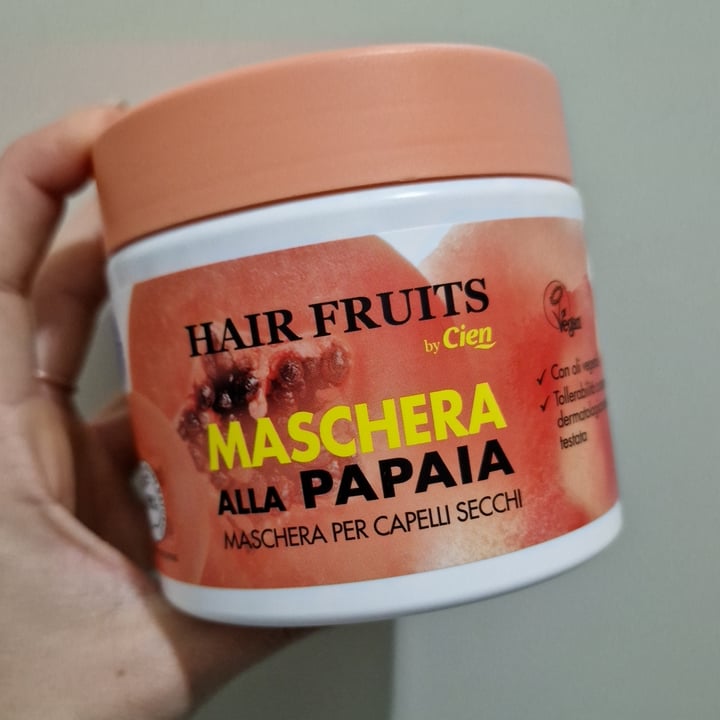 HAIR FRUITS
by Cien
MASCHERA
ALLA PAPAIA
MASCHERA PER CAPELLI SECCHI
Vegan
✓ Con oli
✓ Tollerabilità
testata